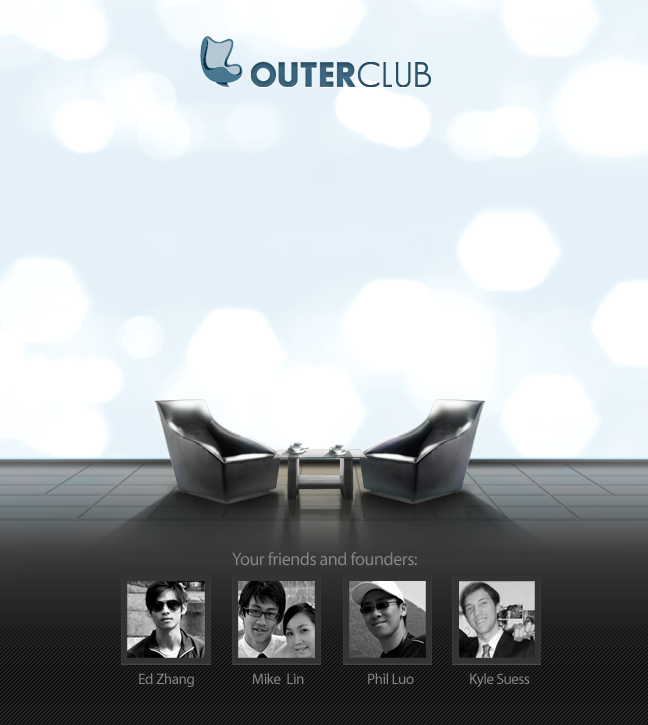 OUTERCLUB
Your friends and founders:
Ed Zhang
Mike Lin
Phil Luo
Kyle Suess